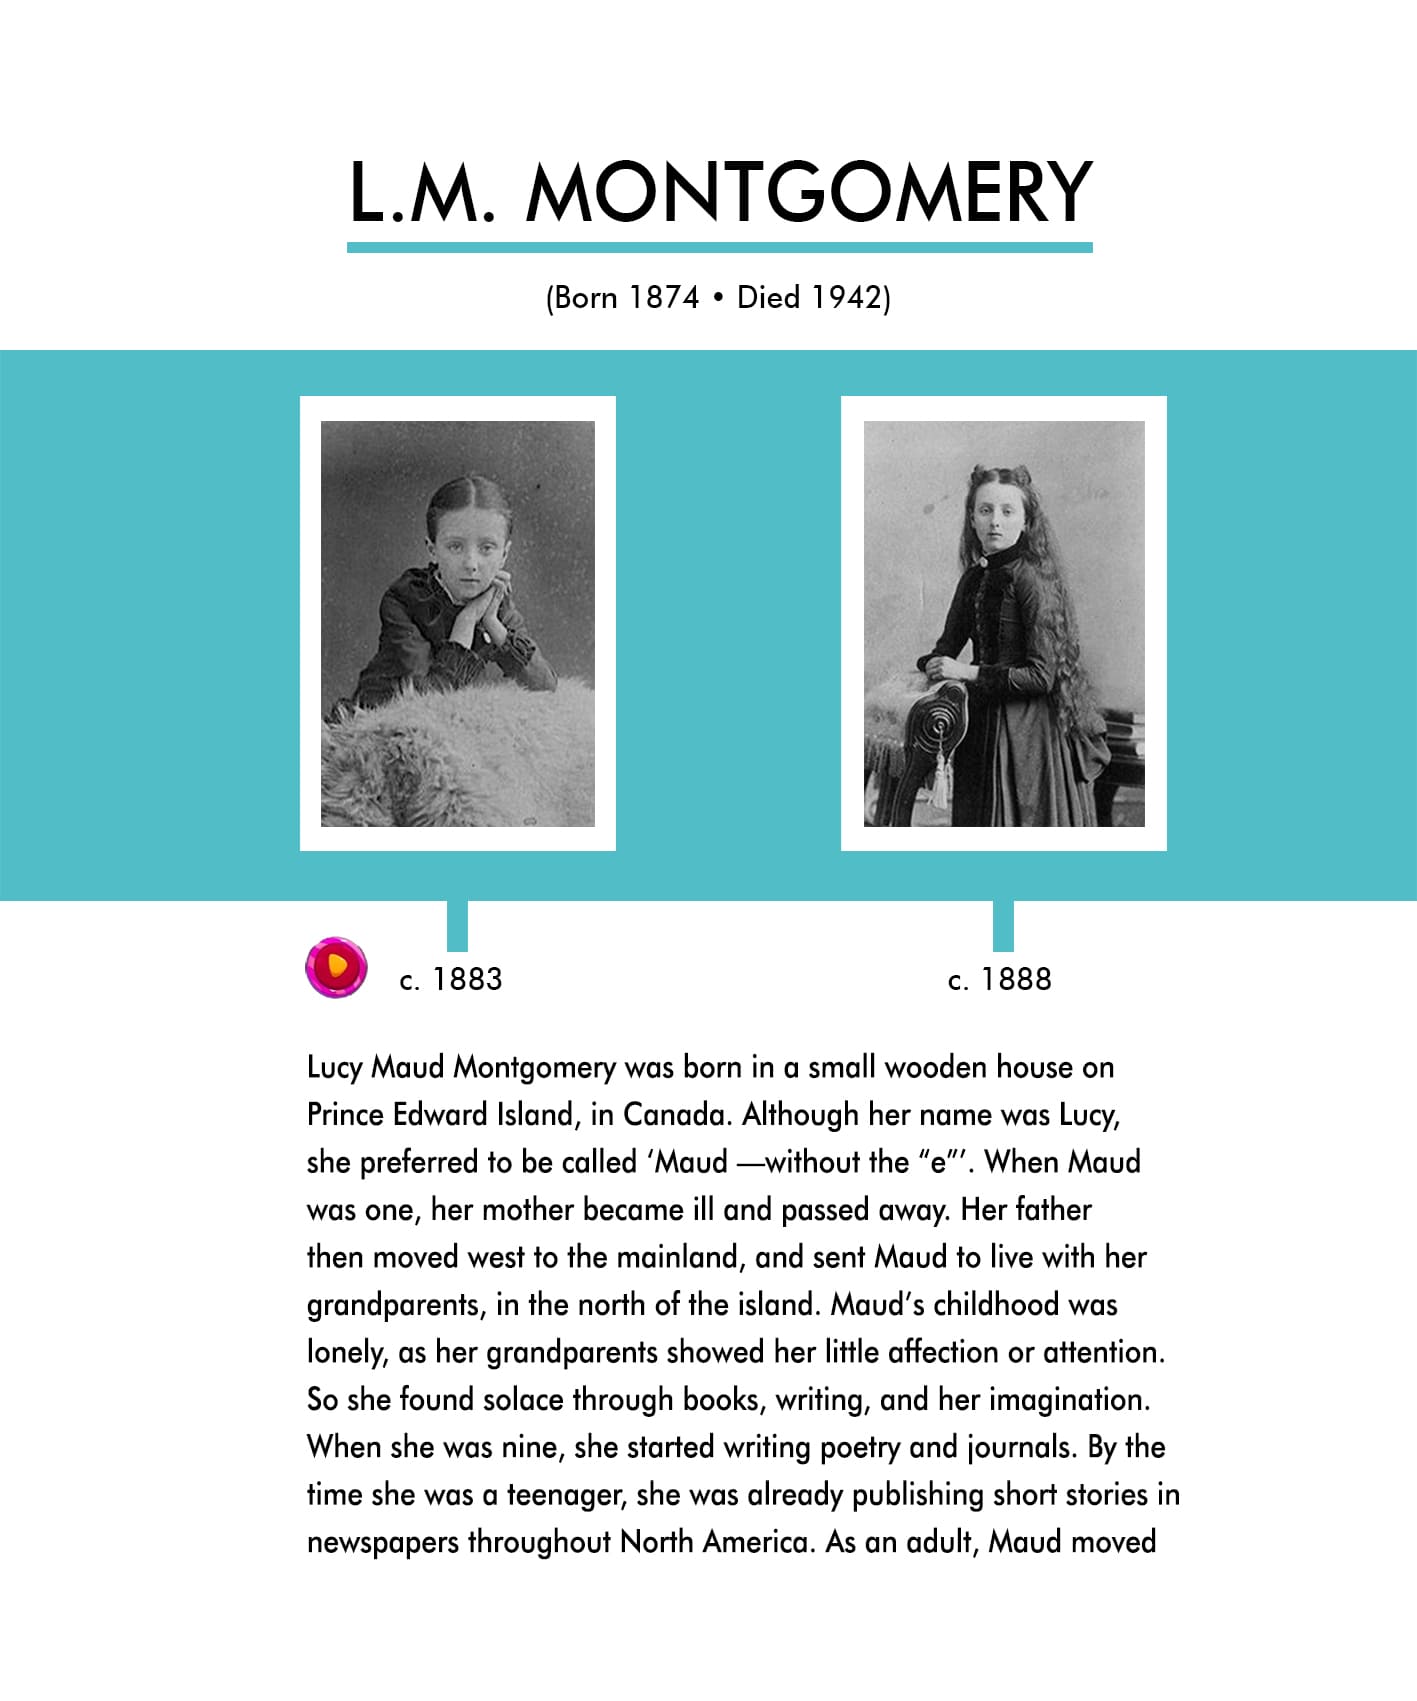 L.M. MONTGOMERY
(Born 1874 • Died 1942)
c. 1883
c. 1888
Lucy Maud Montgomery was born in a small wooden house on
Prince Edward Island, in Canada. Although her name was Lucy,
she preferred to be called ‘Maud —without the “e”’. When Maud
was one, her mother became ill and passed away. Her father
then moved west to the mainland, and sent Maud to live with her
grandparents, in the north of the island. Maud’s childhood was
lonely, as her grandparents showed her little affection or attention.
So she found solace through books, writing, and her imagination.
When she was nine, she started writing poetry and journals. By the
time she was a teenager, she was already publishing short stories in
newspapers throughout North America. As an adult, Maud moved